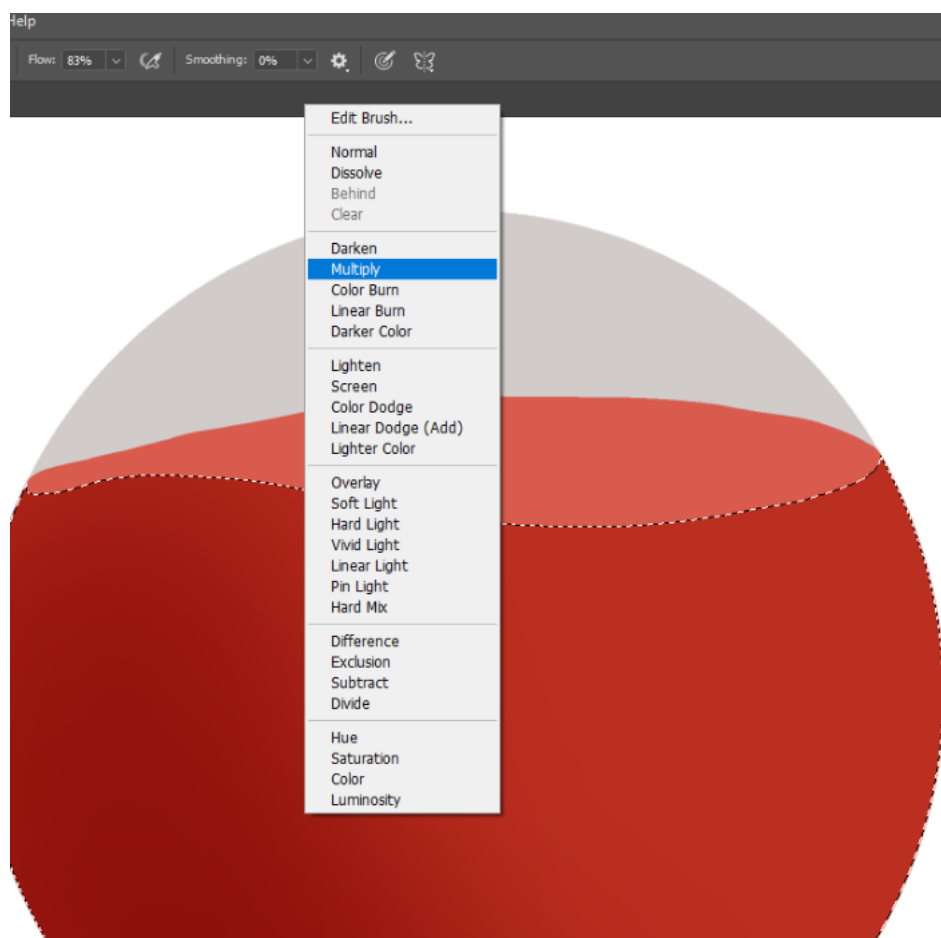 Help
Flow: 83% Smoothing: 0%
Edit Brush...
Normal
Dissolve
Behind
Clear
Darken
Multiply
Color Burn
Linear Burn
Darker Color
Lighten
Screen
Color Dodge
Linear Dodge (Add)
Lighter Color
Overlay
Soft Light
Hard Light
Vivid Light
Linear Light
Pin Light
Hard Mix
Difference
Exclusion
Subtract
Divide
Hue
Saturation
Color
Luminosity